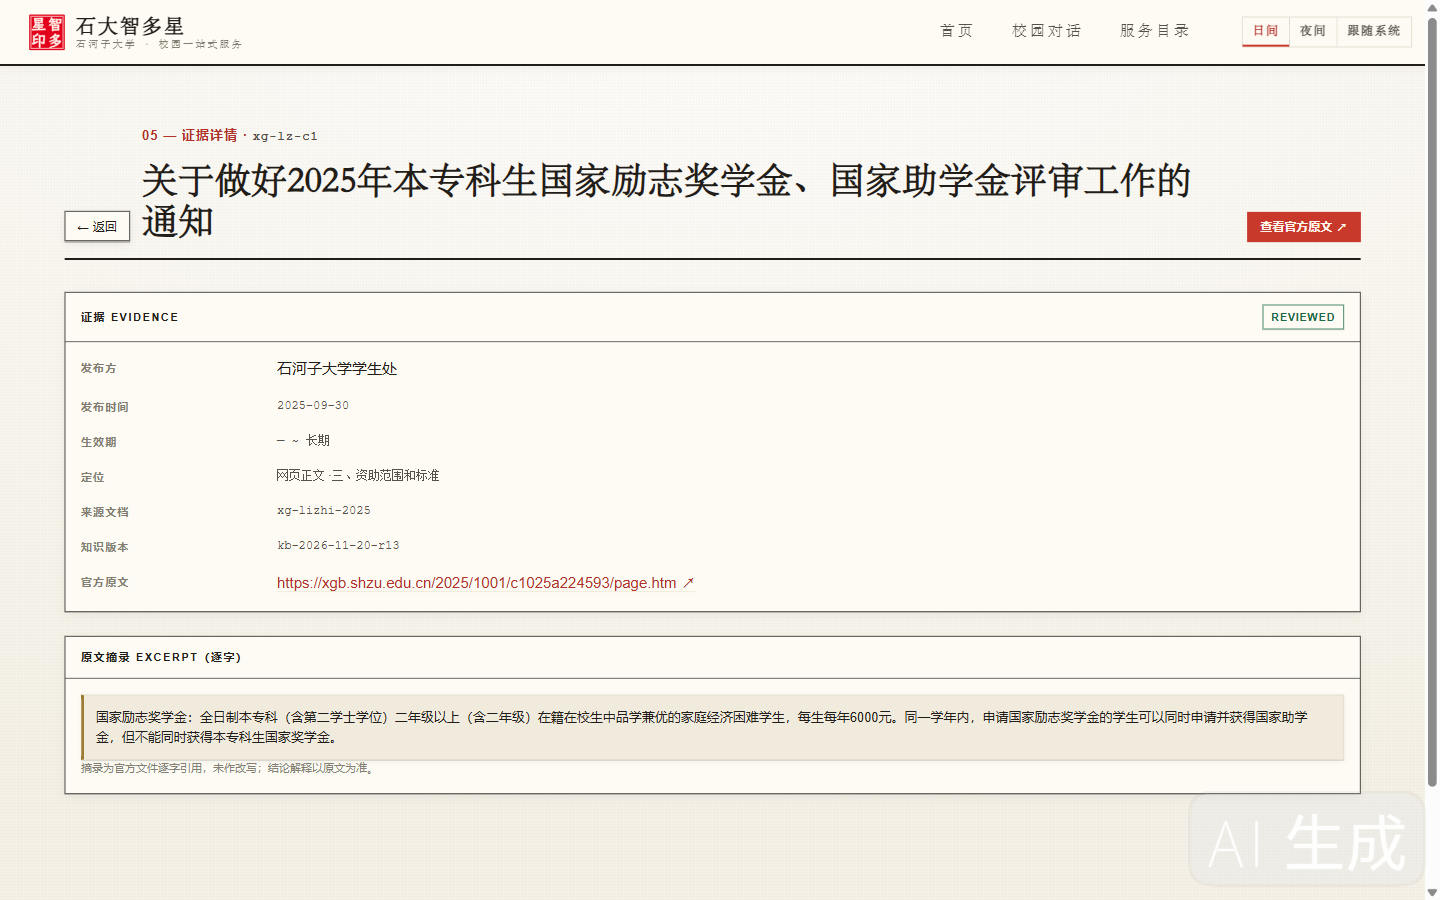 智多
星印
石大智多星
石河子大学 · 校园一站式服务
首页
校园对话
服务目录
日间
夜间
跟随系统
05 — 证据详情 · xg-lz-c1
关于做好2025年本专科生国家励志奖学金、国家助学金评审工作的
通知
← 返回
查看官方原文 ↗
证据 EVIDENCE
REVIEWED
发布方
石河子大学学生处
发布时间
2025-09-30
生效期
— ~ 长期
定位
网页正文 · 三、资助范围和标准
来源文档
xg-lizhi-2025
知识版本
kb-2026-11-20-r13
官方原文
https://xgb.shzu.edu.cn/2025/1001/c1025a224593/page.htm ↗
原文摘录 EXCERPT (逐字)
国家励志奖学金：全日制本专科（含第二学士学位）二年级以上（含二年级）在籍在校生中品学兼优的家庭经济困难学生，每生每年6000元。同一学年内，申请国家励志奖学金的学生可以同时申请并获得国家助学
金，但不能同时获得本专科生国家奖学金。
摘录为官方文件逐字引用，未作改写；结论解释以原文为准。
AI 生成